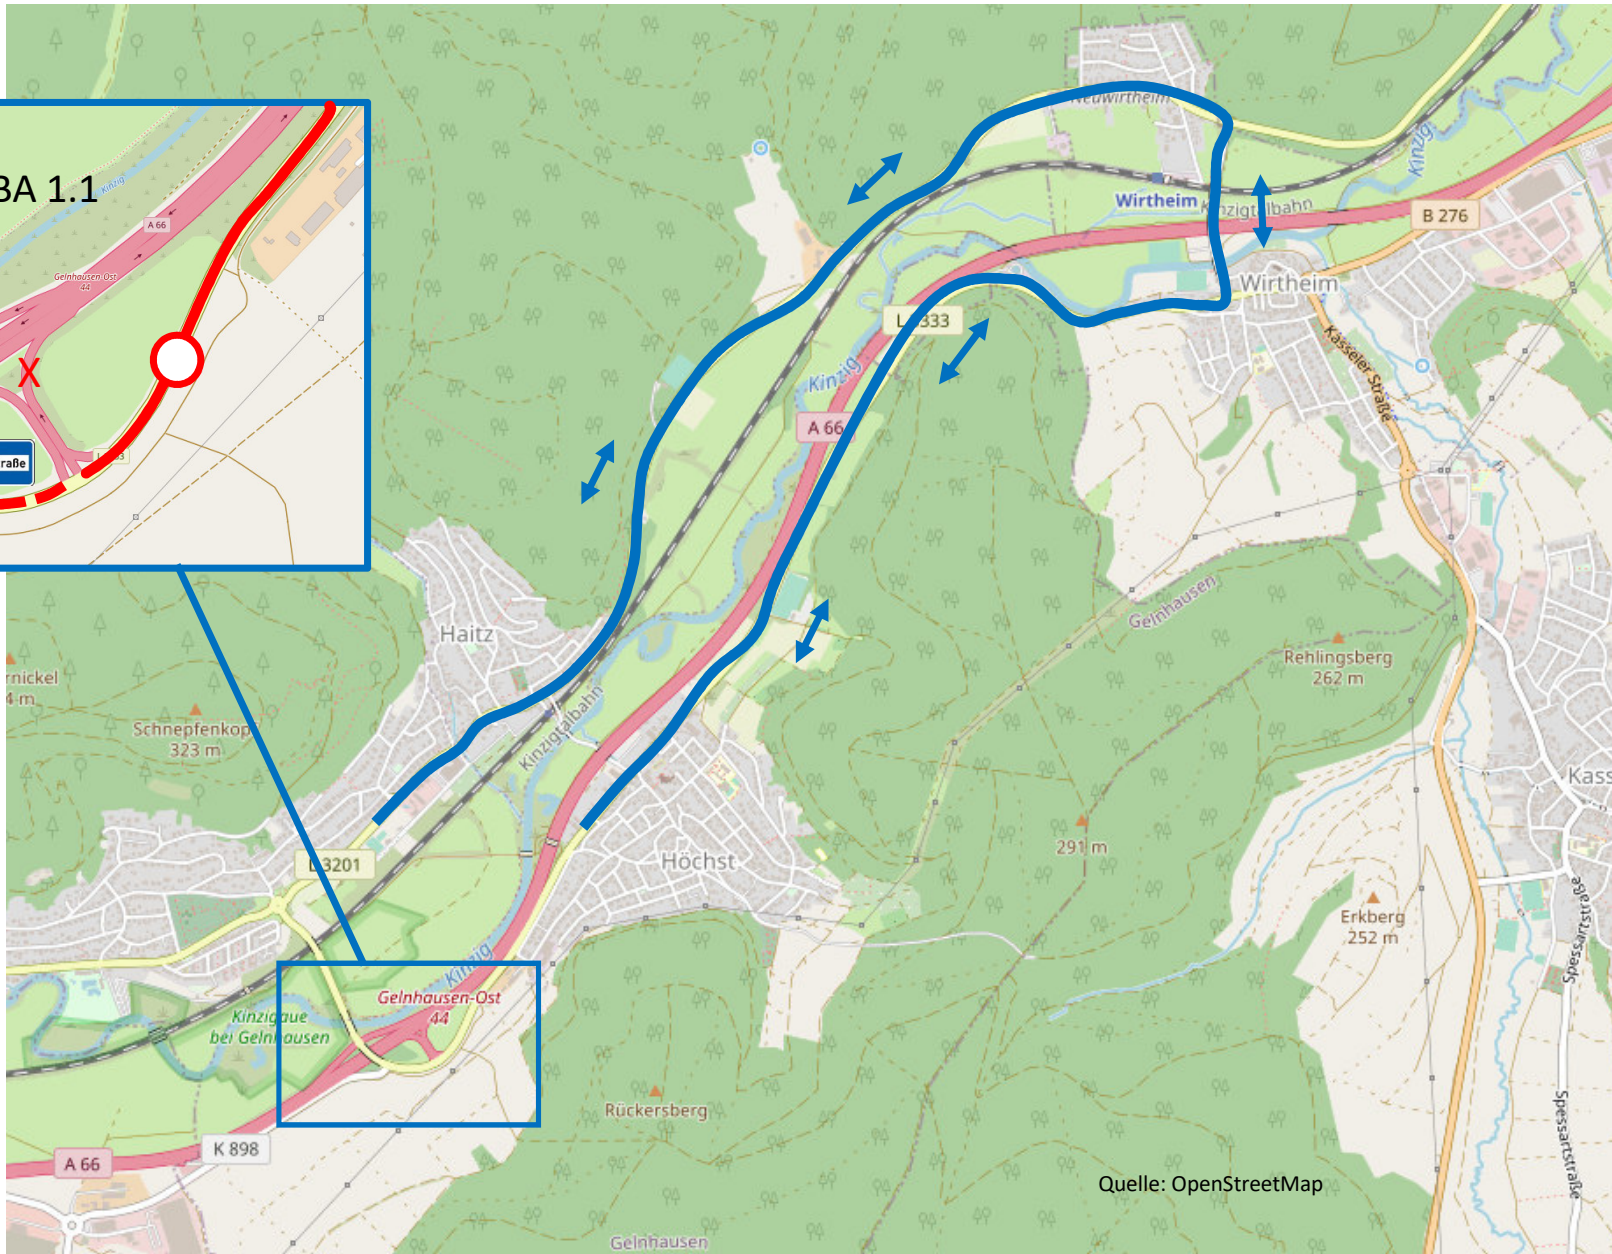 Neuwirtheim
Kinzig
Kinzig
BA 1.1
A 66
Wirtheim
Kinzigtalbahn
B 276
Gelnhausen-Ost
44
Wirtheim
Kinzig
Kasseler Straße
X
A 66
raße
Gelnhausen
Haitz
Rehlingsberg
262 m
rnickel
4 m
Schnepfenkopf
323 m
Kinzigtalbahn
Kass
291 m
L 3201
Höchst
Erkberg
252 m
Spessartstraße
Kinzig
Gelnhausen-Ost
44
Kinzigaue
bei Gelnhausen
Rückersberg
K 898
A 66
Spessartstraße
Quelle: OpenStreetMap
Gelnhausen